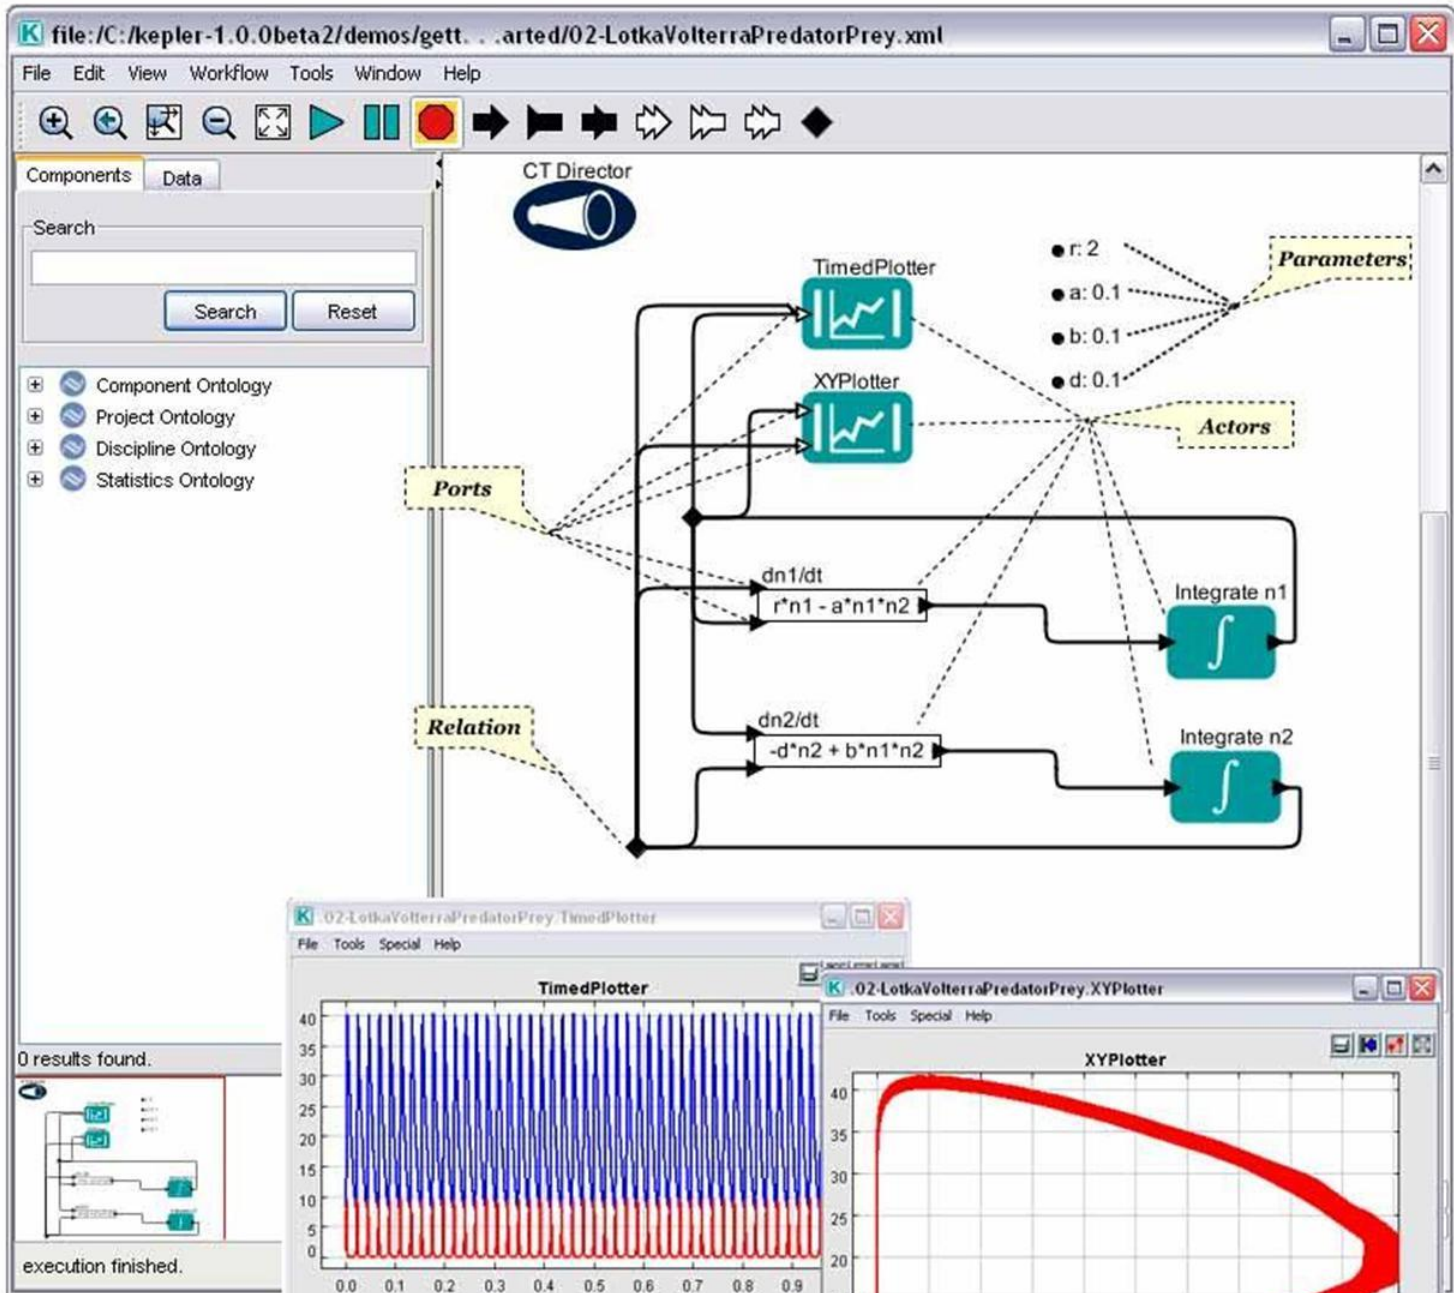 file:/C:/kepler-1.0.0beta2/demos/gett. . .arted/02-LotkaVolterraPredatorPrey.xml
File Edit View Workflow Tools Window Help
Components Data
Search
Search Reset
Component Ontology
Project Ontology
Discipline Ontology
Statistics Ontology
0 results found.
execution finished.
CT Director
TimedPlotter
XYPlotter
r: 2
a: 0.1
b: 0.1
d: 0.1
Parameters
Actors
Ports
dn1/dt
r*n1 - a*n1*n2
Integrate n1
Relation
dn2/dt
-d*n2 + b*n1*n2
Integrate n2
.02-LotkaVolterraPredatorPrey.TimedPlotter
File Tools Special Help
TimedPlotter
40
35
30
25
20
15
10
5
0
0.0 0.1 0.2 0.3 0.4 0.5 0.6 0.7 0.8 0.9
.02-LotkaVolterraPredatorPrey.XYPlotter
File Tools Special Help
XYPlotter
40
35
30
25
20